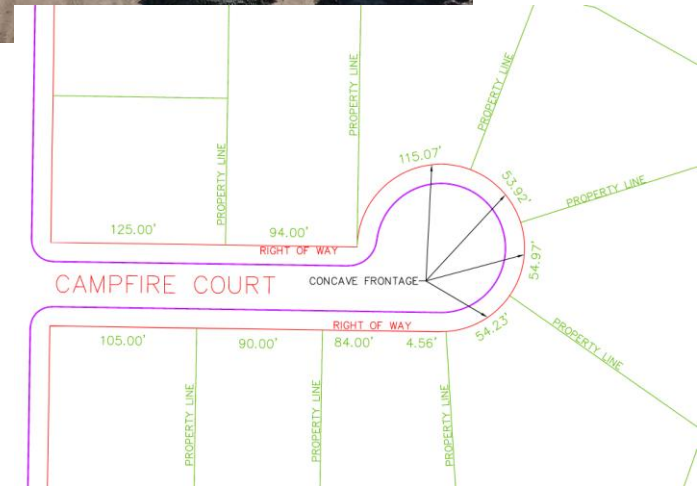 PROPERTY LINE
PROPERTY LINE
115.07'
53.92'
PROPERTY LINE
PROPERTY LINE
125.00'
94.00'
RIGHT OF WAY
54.97'
CAMPFIRE COURT
CONCAVE FRONTAGE
RIGHT OF WAY
54.23'
105.00'
90.00'
84.00'
4.56'
PROPERTY LINE
PROPERTY LINE
PROPERTY LINE
PROPERTY LINE